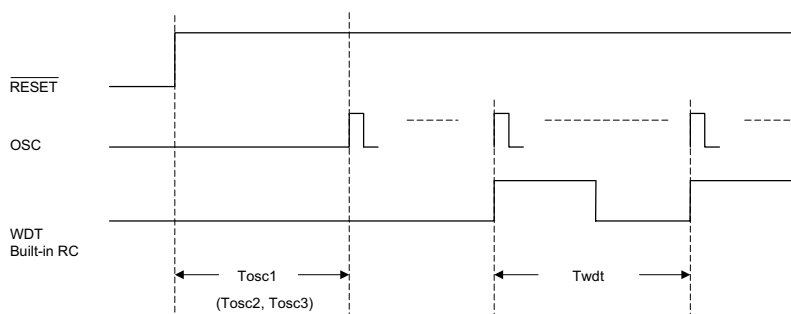 RESET
OSC
WDT
Built-in RC
Tosc1
(Tosc2, Tosc3)
Twdt